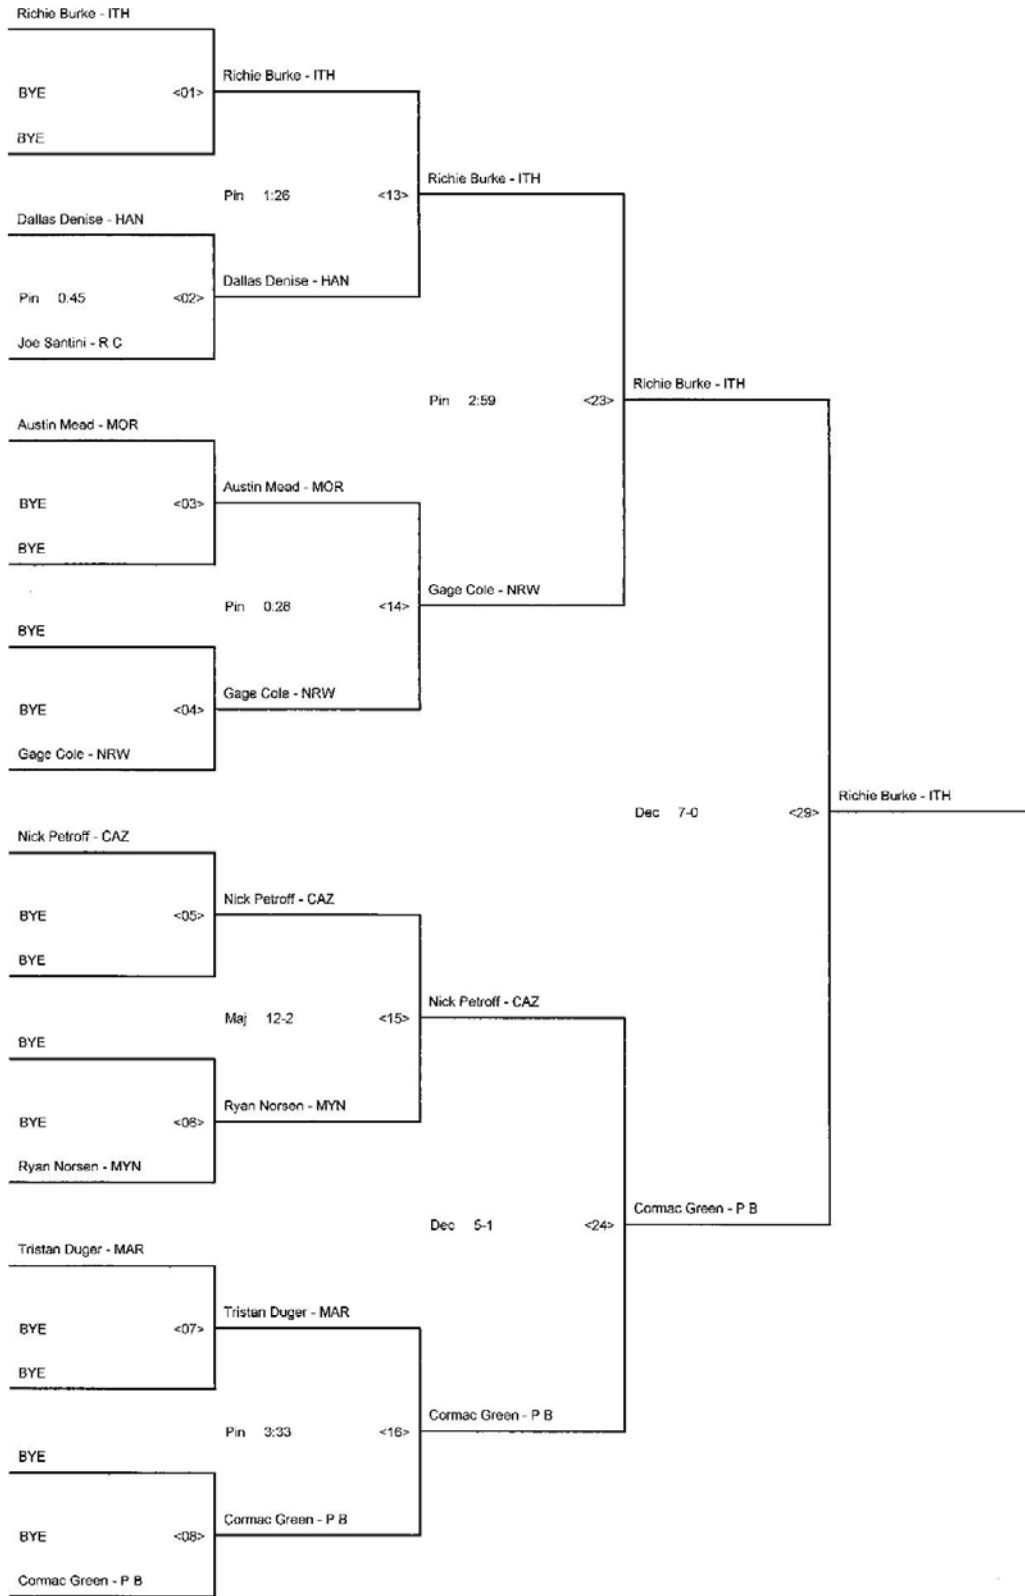 Richie Burke - ITH
BYE <01>
BYE
Richie Burke - ITH
Pin 1:26 <13>
Richie Burke - ITH
Dallas Denise - HAN
Pin 0:45 <02>
Joe Santini - R C
Dallas Denise - HAN
Pin 2:59 <23>
Richie Burke - ITH
Austin Mead - MOR
BYE <03>
BYE
Austin Mead - MOR
Pin 0:28 <14>
Gage Cole - NRW
BYE
BYE <04>
Gage Cole - NRW
Gage Cole - NRW
Dec 7-0 <29>
Richie Burke - ITH
Nick Petroff - CAZ
BYE <05>
BYE
Nick Petroff - CAZ
Maj 12-2 <15>
Nick Petroff - CAZ
BYE
BYE <06>
Ryan Norsen - MYN
Ryan Norsen - MYN
Dec 5-1 <24>
Cormac Green - P B
Tristan Duger - MAR
BYE <07>
BYE
Tristan Duger - MAR
Pin 3:33 <16>
Cormac Green - P B
BYE
BYE <08>
Cormac Green - P B
Cormac Green - P B